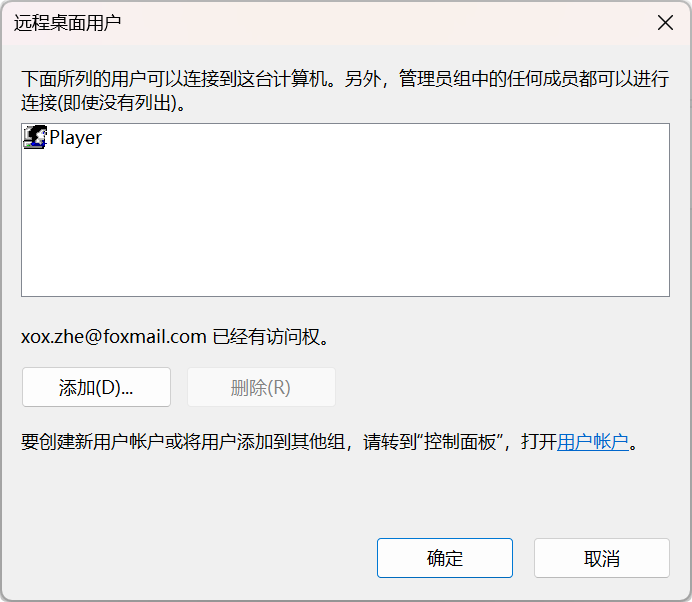 远程桌面用户
下面所列的用户可以连接到这台计算机。另外，管理员组中的任何成员都可以进行
连接(即使没有列出)。
Player
xox.zhe@foxmail.com 已经有访问权。
添加(D)...
删除(R)
要创建新用户帐户或将用户添加到其他组，请转到“控制面板”，打开用户帐户。
确定
取消